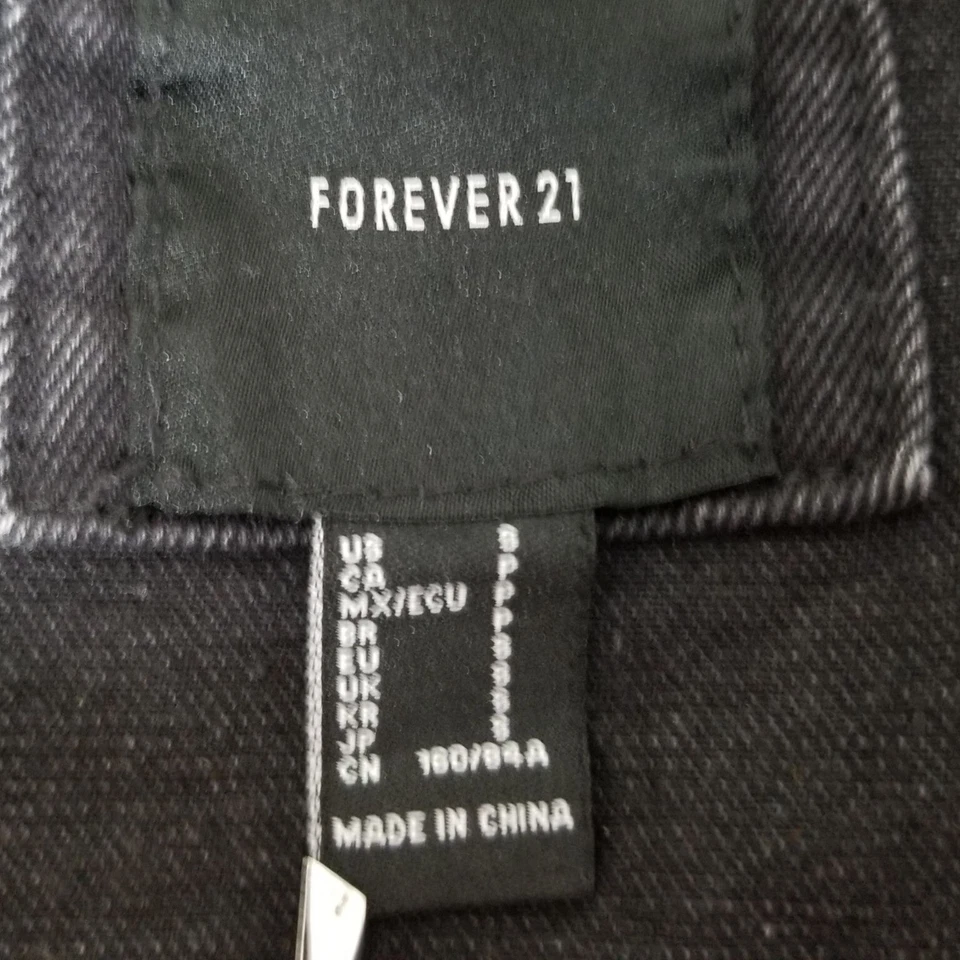 FOREVER 21
US S
CA P
MX/ECU P
BR P
EU S
UK S
KR S
JP S
CN 160/84A
MADE IN CHINA